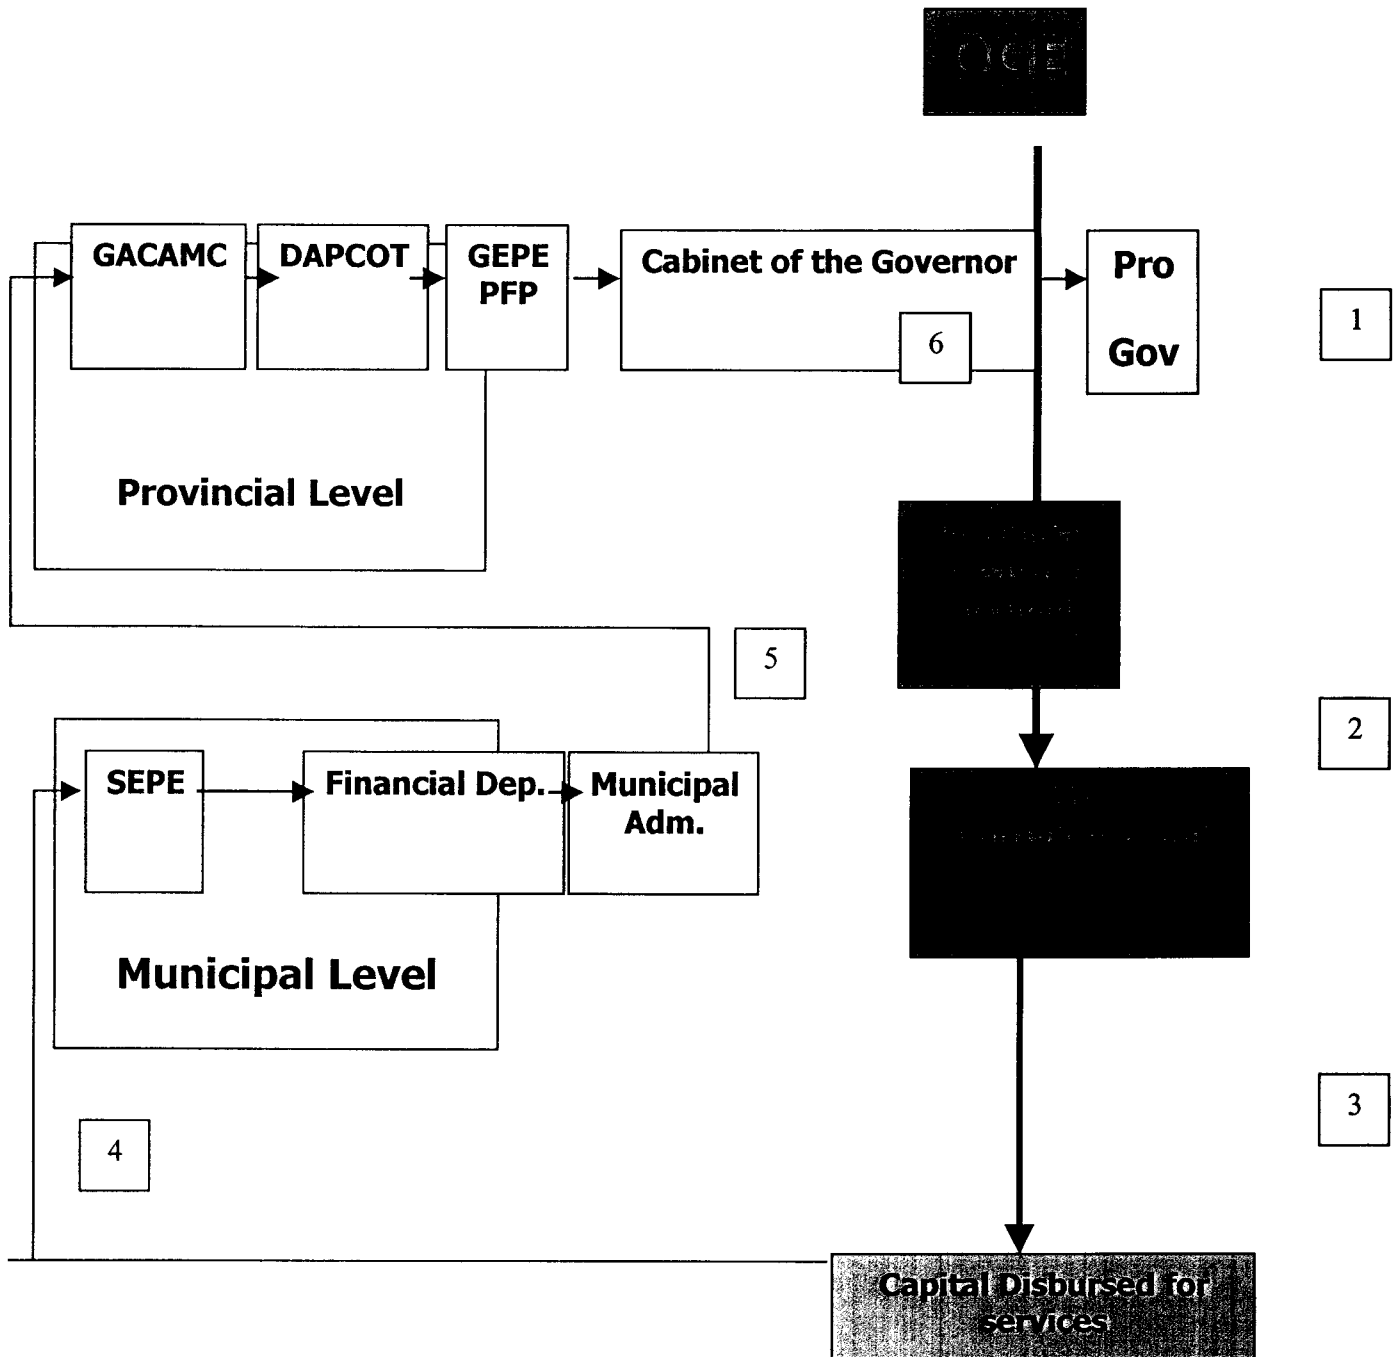 OGE
GACAMC
DAPCOT
GEPE
PFP
Cabinet of the Governor
Pro
Gov
1
6
Provincial Level
5
2
SEPE
Financial Dep.
Municipal
Adm.
Municipal Level
3
4
Capital Disbursed for
services